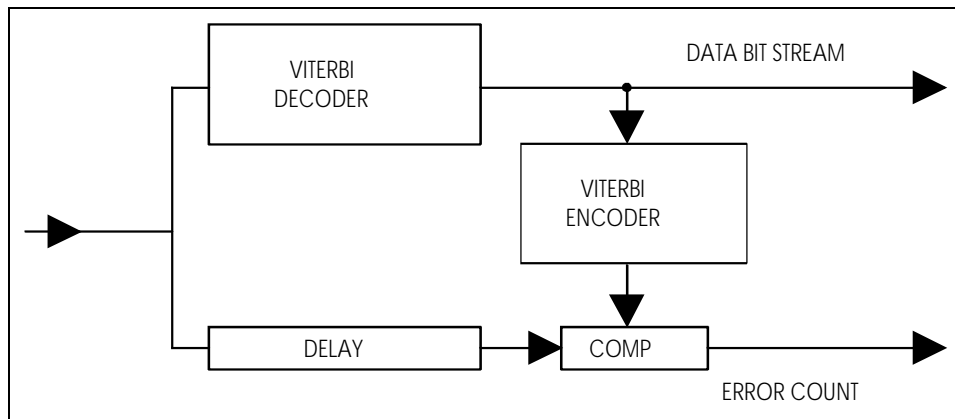 VITERBI
DECODER
DATA BIT STREAM
VITERBI
ENCODER
DELAY
COMP
ERROR COUNT